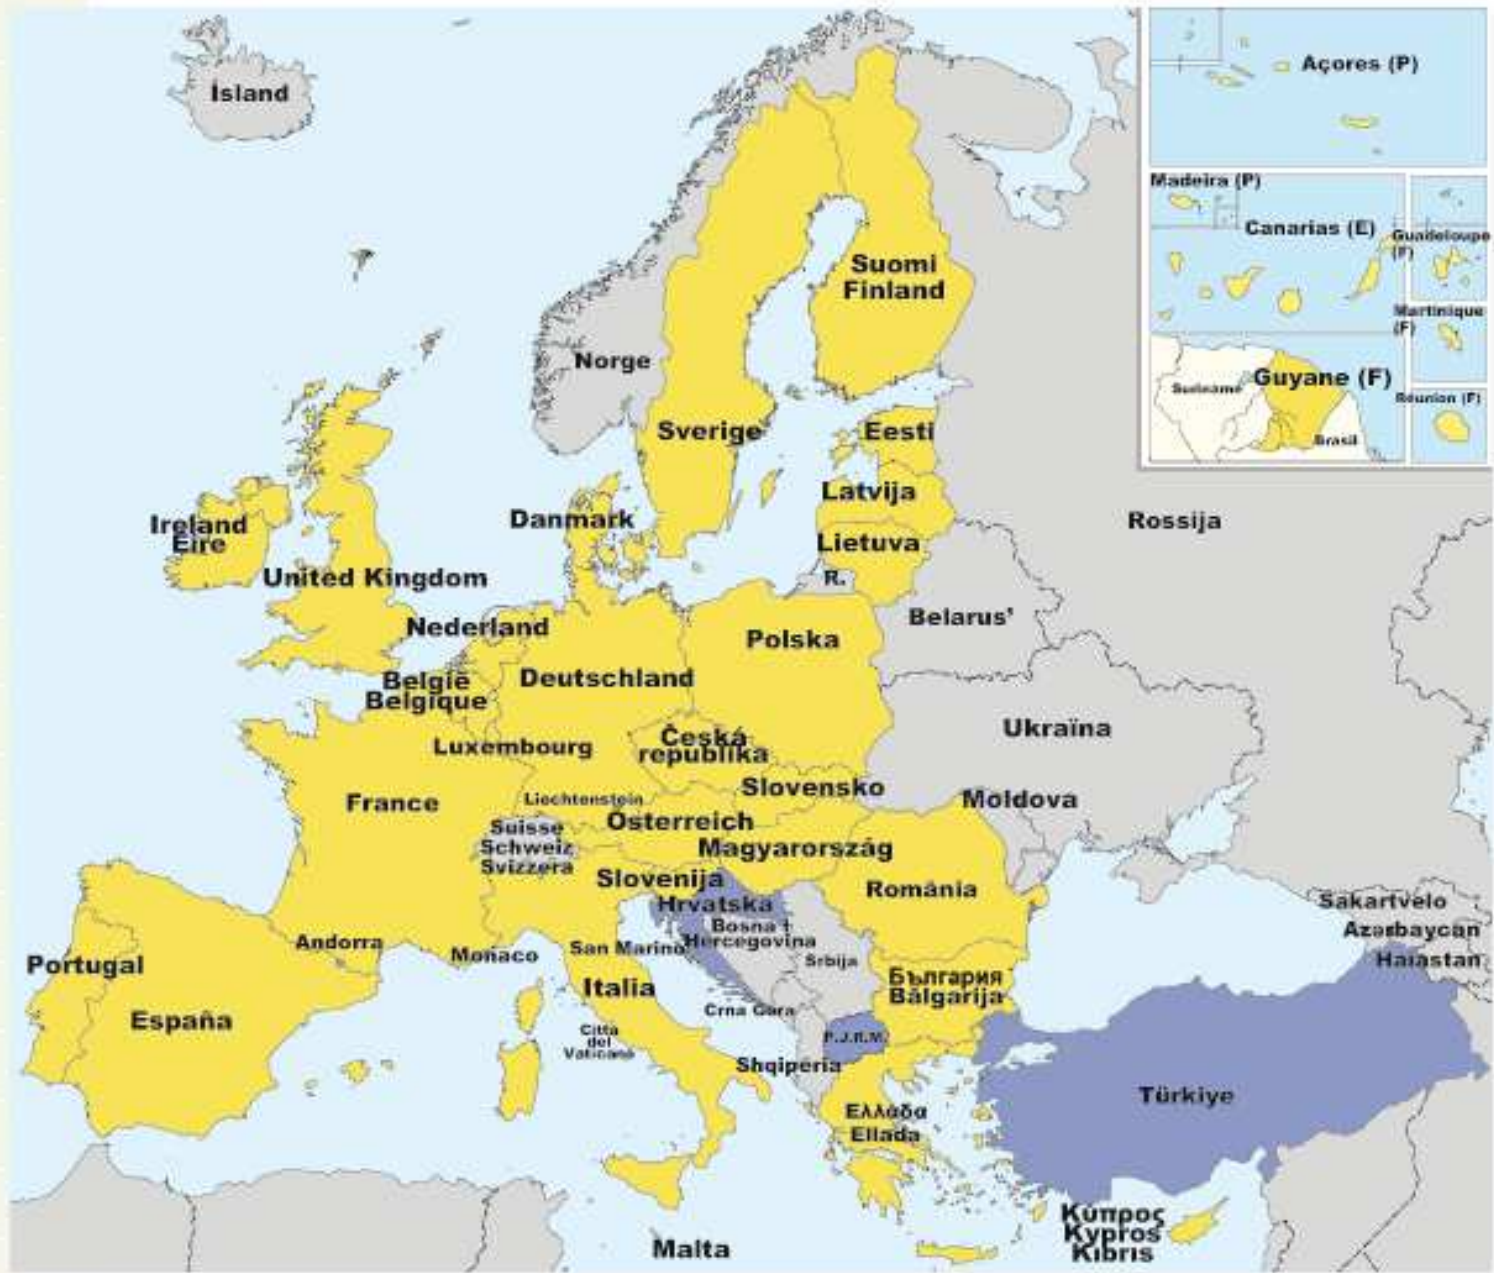 Ísland
Açores (P)
Madeira (P)
Canarias (E)
Guadeloupe
(F)
Martinique
(F)
Suriname
Guyane (F)
Brasil
Réunion (F)
Suomi
Finland
Norge
Sverige
Eesti
Latvija
Lietuva
R.
Rossija
Danmark
Ireland
Eire
United Kingdom
Nederland
België
Belgique
Deutschland
Polska
Belarus'
Luxembourg
Česká
republika
Ukraïna
Slovensko
France
Liechtenstein
Österreich
Moldova
Suisse
Schweiz
Svizzera
Magyarország
Slovenija
România
Hrvatska
Bosna i
Hercegovina
Sakartvelo
Azərbaycan
Haiastan
Andorra
Monaco
San Marino
Srbija
Portugal
España
Italia
България
Bălgarija
Crna Gora
Città
del
Vaticano
P.J.R.M.
Shqiperia
Türkiye
Ελλάδα
Ellada
Malta
Κύπρος
Kypros
Kıbrıs